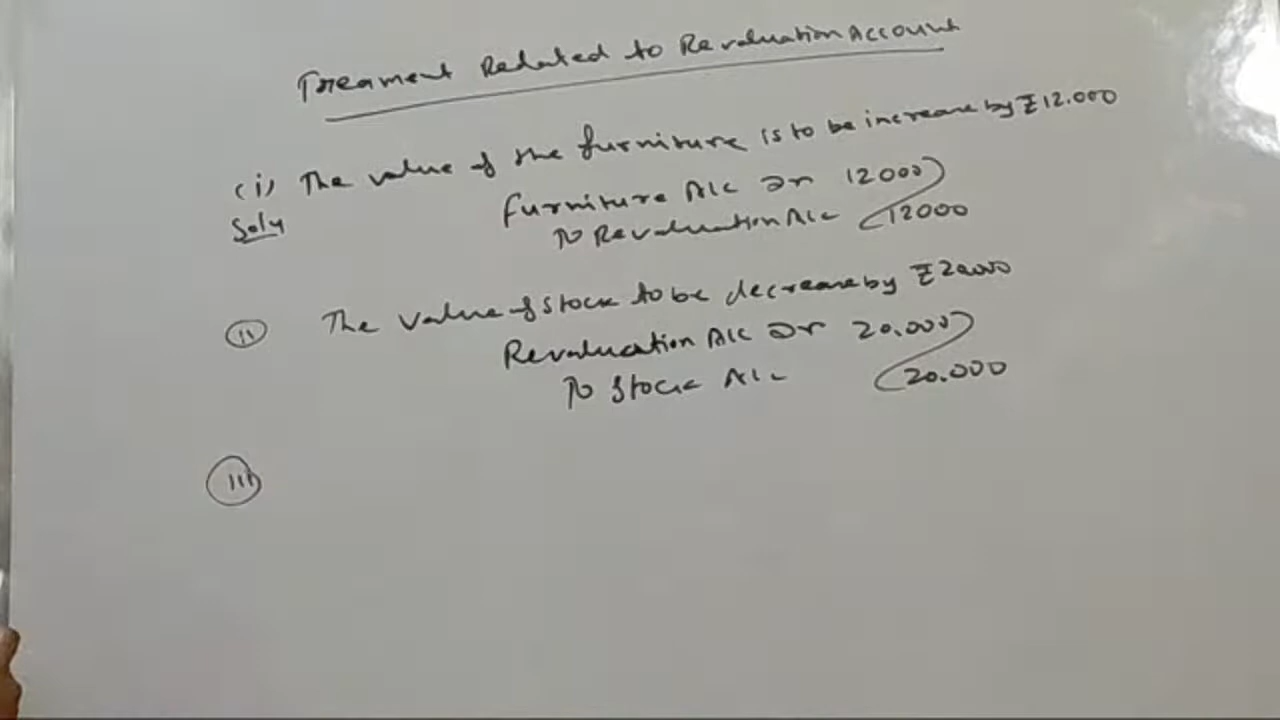 Treament Related to Revaluation Account
(i) The value of the furniture is to be increase by ₹12.000
Soln
furniture A/c Dr 12000
To Revaluation A/c 12000
(ii) The value of stock to be decrease by ₹20000
Revaluation A/c Dr 20.000
To Stock A/c 20.000
(iii)